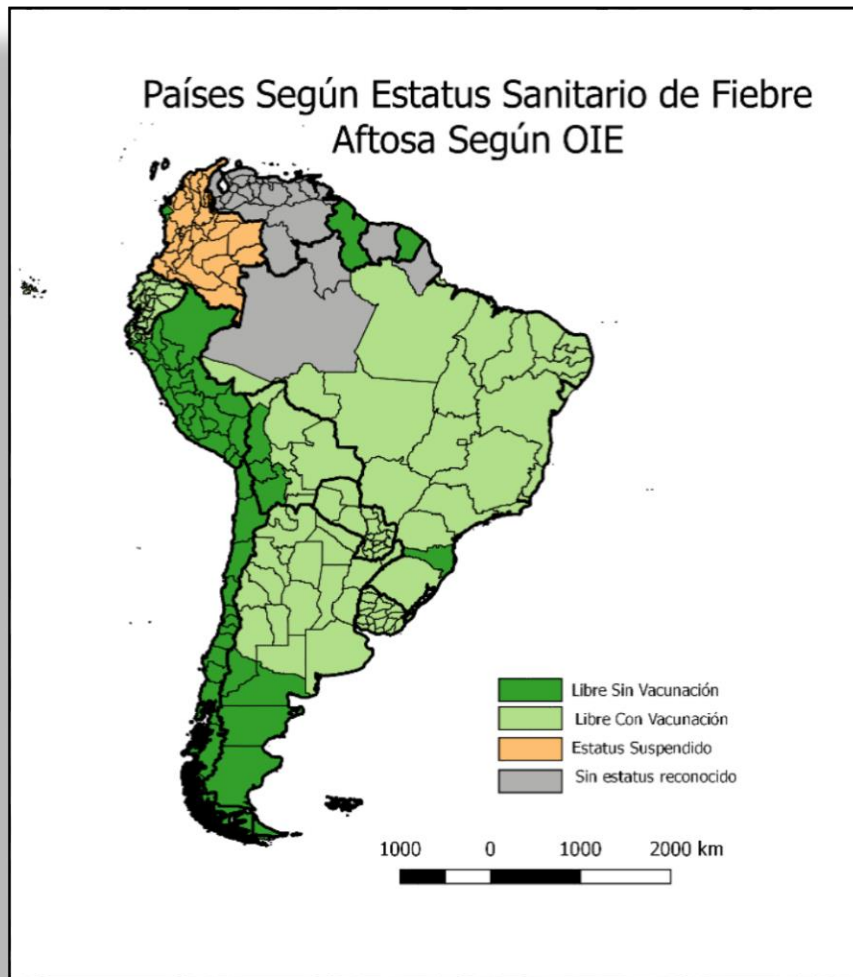 Países Según Estatus Sanitario de Fiebre
Aftosa Según OIE
Libre Sin Vacunación
Libre Con Vacunación
Estatus Suspendido
Sin estatus reconocido
1000 0 1000 2000 km